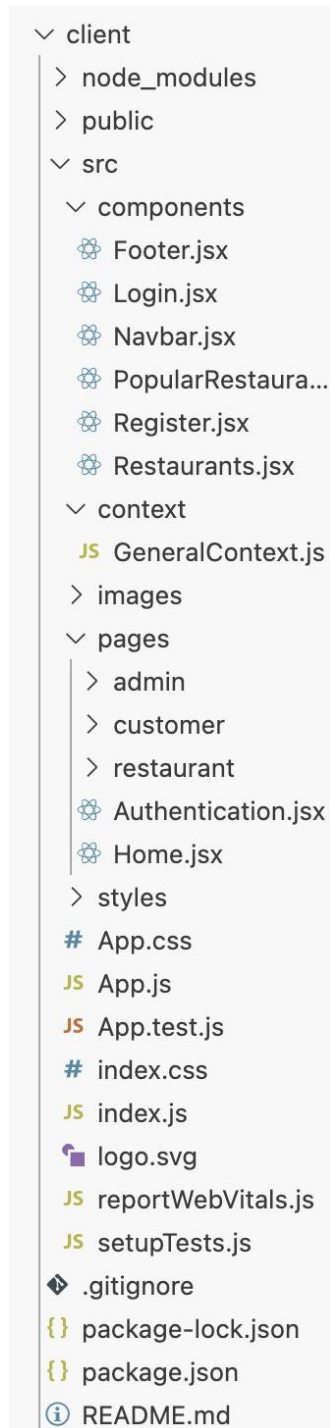 client
node_modules
public
src
components
Footer.jsx
Login.jsx
Navbar.jsx
PopularRestaura...
Register.jsx
Restaurants.jsx
context
JS GeneralContext.js
images
pages
admin
customer
restaurant
Authentication.jsx
Home.jsx
styles
# App.css
JS App.js
JS App.test.js
# index.css
JS index.js
logo.svg
JS reportWebVitals.js
JS setupTests.js
.gitignore
{} package-lock.json
{} package.json
README.md